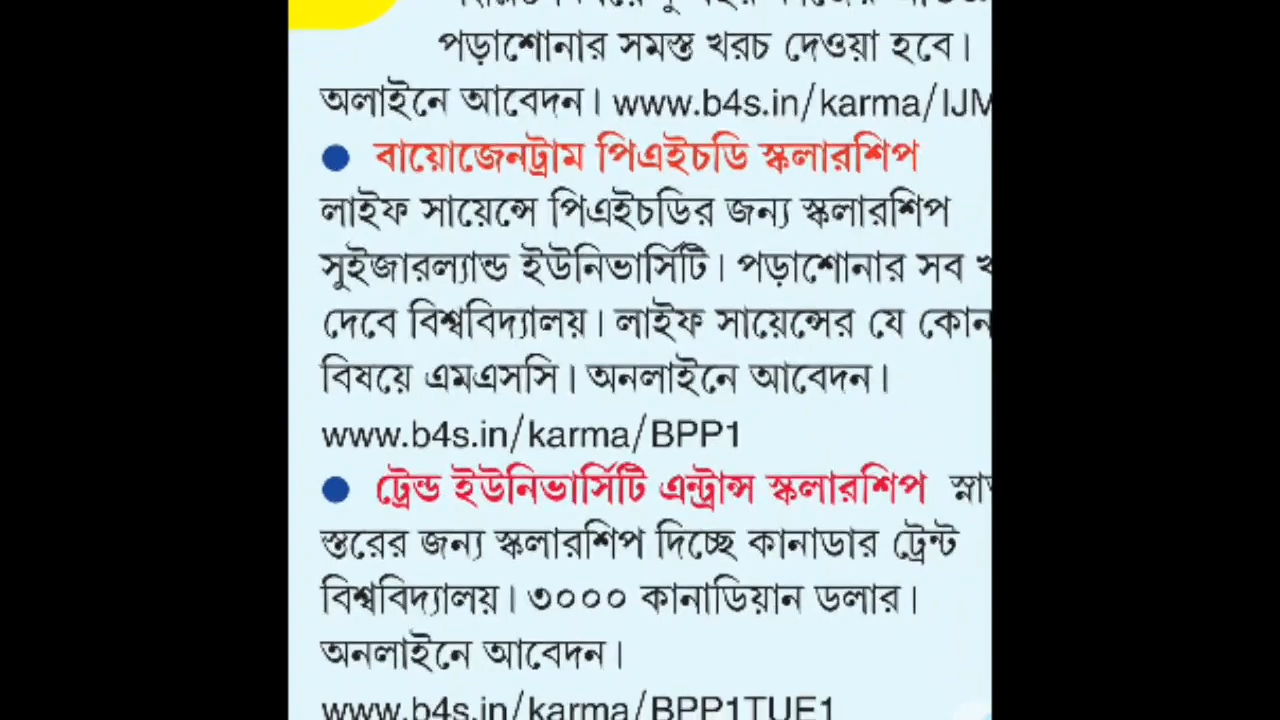 পড়াশোনার সমস্ত খরচ দেওয়া হবে।
অলাইনে আবেদন। www.b4s.in/karma/IJM
● বায়োজেনট্রাম পিএইচডি স্কলারশিপ
লাইফ সায়েন্সে পিএইচডির জন্য স্কলারশিপ
সুইজারল্যান্ড ইউনিভার্সিটি। পড়াশোনার সব
দেবে বিশ্ববিদ্যালয়। লাইফ সায়েন্সের যে কোন
বিষয়ে এমএসসি। অনলাইনে আবেদন।
www.b4s.in/karma/BPP1
● ট্রেন্ড ইউনিভার্সিটি এন্ট্রান্স স্কলারশিপ
স্তরের জন্য স্কলারশিপ দিচ্ছে কানাডার ট্রেন্ট
বিশ্ববিদ্যালয়। ৩০০০ কানাডিয়ান ডলার।
অনলাইনে আবেদন।
www.b4s.in/karma/BPP1TUE1